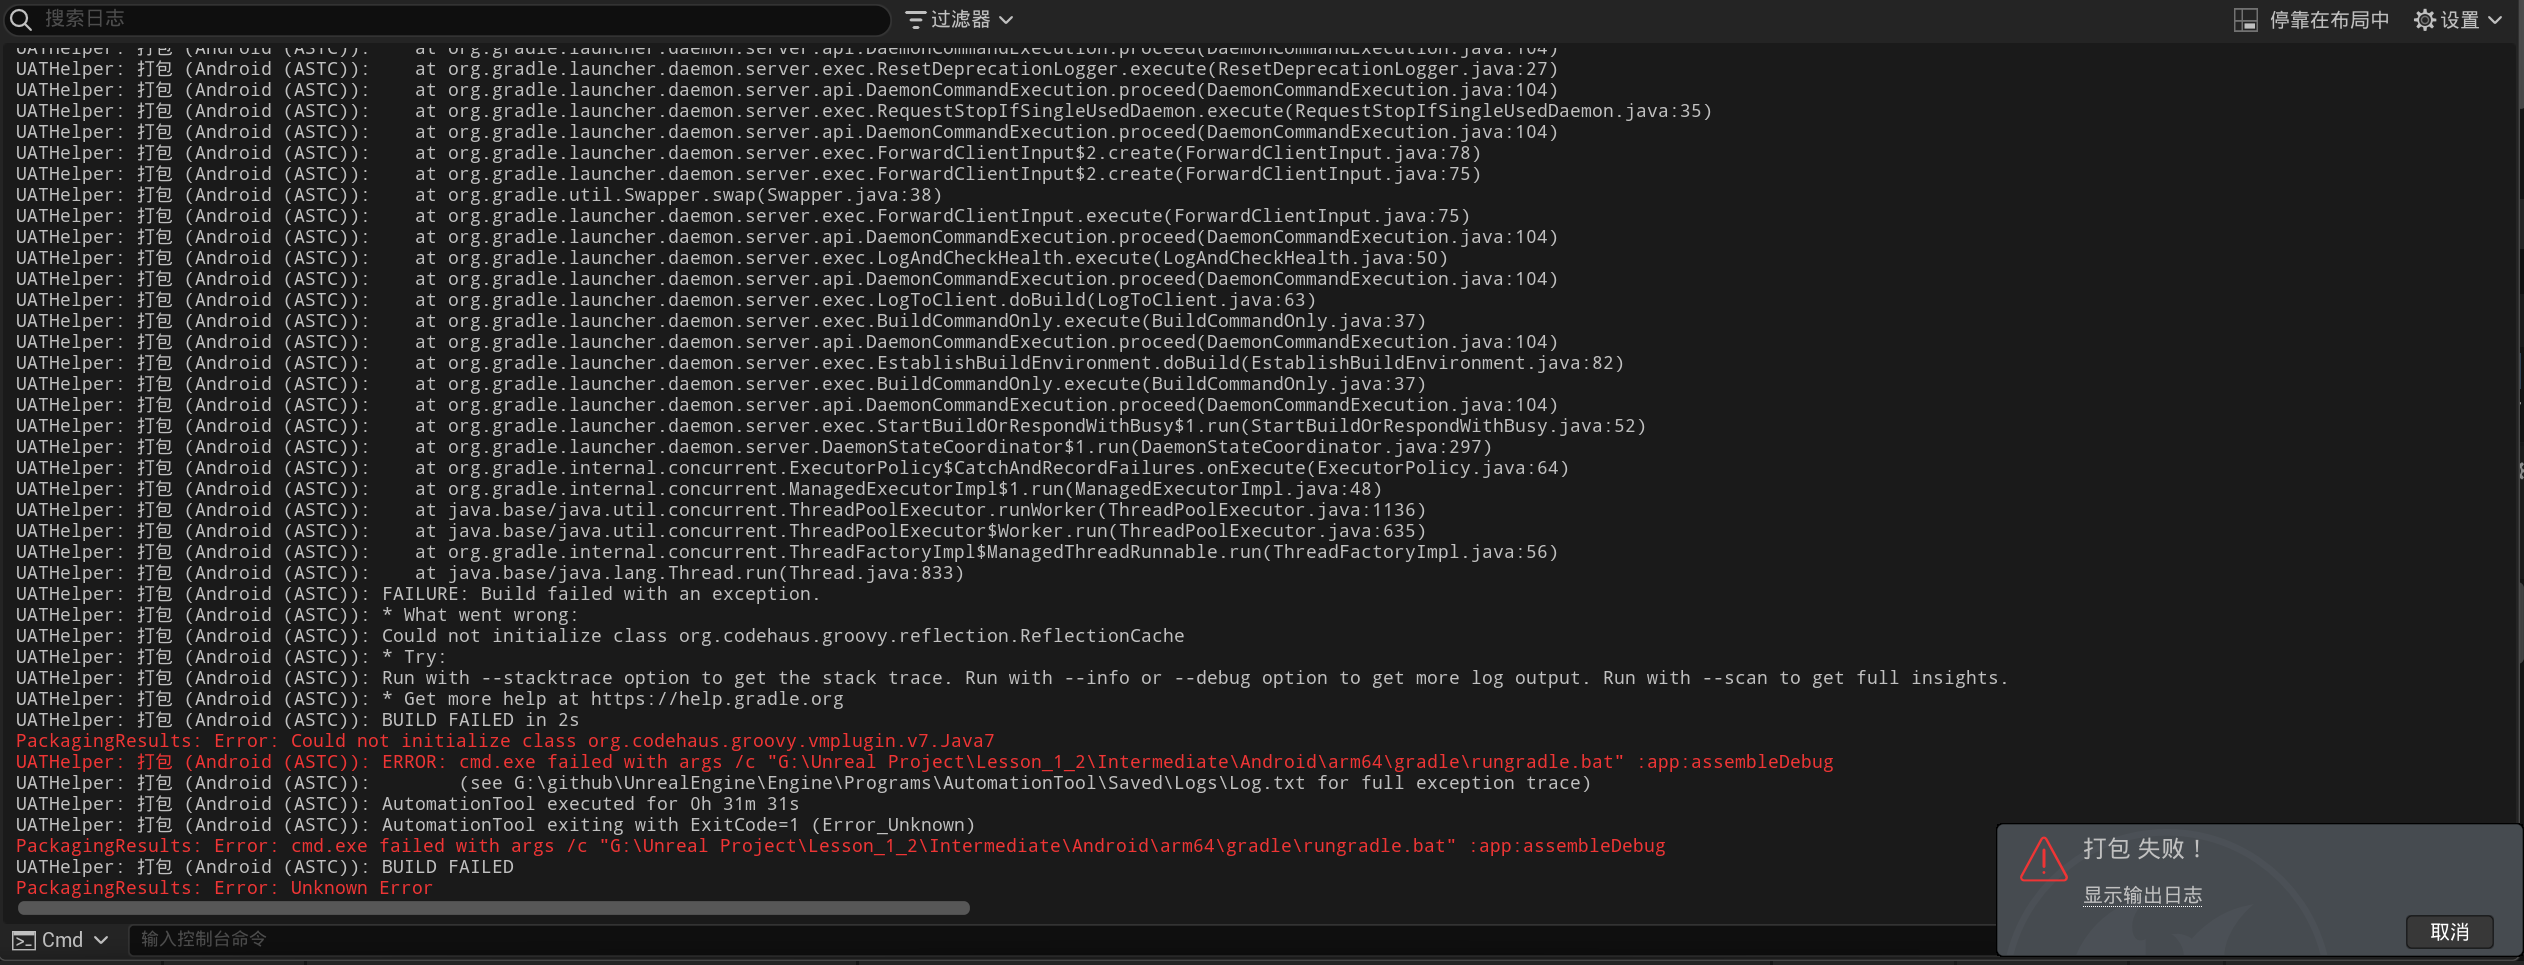 搜索日志
过滤器
停靠在布局中
设置
UATHelper: 打包 (Android (ASTC)):    at org.gradle.launcher.daemon.server.api.DaemonCommandExecution.proceed(DaemonCommandExecution.java:104)
UATHelper: 打包 (Android (ASTC)):    at org.gradle.launcher.daemon.server.exec.ResetDeprecationLogger.execute(ResetDeprecationLogger.java:27)
UATHelper: 打包 (Android (ASTC)):    at org.gradle.launcher.daemon.server.api.DaemonCommandExecution.proceed(DaemonCommandExecution.java:104)
UATHelper: 打包 (Android (ASTC)):    at org.gradle.launcher.daemon.server.exec.RequestStopIfSingleUsedDaemon.execute(RequestStopIfSingleUsedDaemon.java:35)
UATHelper: 打包 (Android (ASTC)):    at org.gradle.launcher.daemon.server.api.DaemonCommandExecution.proceed(DaemonCommandExecution.java:104)
UATHelper: 打包 (Android (ASTC)):    at org.gradle.launcher.daemon.server.exec.ForwardClientInput$2.create(ForwardClientInput.java:78)
UATHelper: 打包 (Android (ASTC)):    at org.gradle.launcher.daemon.server.exec.ForwardClientInput$2.create(ForwardClientInput.java:75)
UATHelper: 打包 (Android (ASTC)):    at org.gradle.util.Swapper.swap(Swapper.java:38)
UATHelper: 打包 (Android (ASTC)):    at org.gradle.launcher.daemon.server.exec.ForwardClientInput.execute(ForwardClientInput.java:75)
UATHelper: 打包 (Android (ASTC)):    at org.gradle.launcher.daemon.server.api.DaemonCommandExecution.proceed(DaemonCommandExecution.java:104)
UATHelper: 打包 (Android (ASTC)):    at org.gradle.launcher.daemon.server.exec.LogAndCheckHealth.execute(LogAndCheckHealth.java:50)
UATHelper: 打包 (Android (ASTC)):    at org.gradle.launcher.daemon.server.api.DaemonCommandExecution.proceed(DaemonCommandExecution.java:104)
UATHelper: 打包 (Android (ASTC)):    at org.gradle.launcher.daemon.server.exec.LogToClient.doBuild(LogToClient.java:63)
UATHelper: 打包 (Android (ASTC)):    at org.gradle.launcher.daemon.server.exec.BuildCommandOnly.execute(BuildCommandOnly.java:37)
UATHelper: 打包 (Android (ASTC)):    at org.gradle.launcher.daemon.server.api.DaemonCommandExecution.proceed(DaemonCommandExecution.java:104)
UATHelper: 打包 (Android (ASTC)):    at org.gradle.launcher.daemon.server.exec.EstablishBuildEnvironment.doBuild(EstablishBuildEnvironment.java:82)
UATHelper: 打包 (Android (ASTC)):    at org.gradle.launcher.daemon.server.exec.BuildCommandOnly.execute(BuildCommandOnly.java:37)
UATHelper: 打包 (Android (ASTC)):    at org.gradle.launcher.daemon.server.api.DaemonCommandExecution.proceed(DaemonCommandExecution.java:104)
UATHelper: 打包 (Android (ASTC)):    at org.gradle.launcher.daemon.server.exec.StartBuildOrRespondWithBusy$1.run(StartBuildOrRespondWithBusy.java:52)
UATHelper: 打包 (Android (ASTC)):    at org.gradle.launcher.daemon.server.DaemonStateCoordinator$1.run(DaemonStateCoordinator.java:297)
UATHelper: 打包 (Android (ASTC)):    at org.gradle.internal.concurrent.ExecutorPolicy$CatchAndRecordFailures.onExecute(ExecutorPolicy.java:64)
UATHelper: 打包 (Android (ASTC)):    at org.gradle.internal.concurrent.ManagedExecutorImpl$1.run(ManagedExecutorImpl.java:48)
UATHelper: 打包 (Android (ASTC)):    at java.base/java.util.concurrent.ThreadPoolExecutor.runWorker(ThreadPoolExecutor.java:1136)
UATHelper: 打包 (Android (ASTC)):    at java.base/java.util.concurrent.ThreadPoolExecutor$Worker.run(ThreadPoolExecutor.java:635)
UATHelper: 打包 (Android (ASTC)):    at org.gradle.internal.concurrent.ThreadFactoryImpl$ManagedThreadRunnable.run(ThreadFactoryImpl.java:56)
UATHelper: 打包 (Android (ASTC)):    at java.base/java.lang.Thread.run(Thread.java:833)
UATHelper: 打包 (Android (ASTC)): FAILURE: Build failed with an exception.
UATHelper: 打包 (Android (ASTC)): * What went wrong:
UATHelper: 打包 (Android (ASTC)): Could not initialize class org.codehaus.groovy.reflection.ReflectionCache
UATHelper: 打包 (Android (ASTC)): * Try:
UATHelper: 打包 (Android (ASTC)): Run with --stacktrace option to get the stack trace. Run with --info or --debug option to get more log output. Run with --scan to get full insights.
UATHelper: 打包 (Android (ASTC)): * Get more help at https://help.gradle.org
UATHelper: 打包 (Android (ASTC)): BUILD FAILED in 2s
PackagingResults: Error: Could not initialize class org.codehaus.groovy.vmplugin.v7.Java7
UATHelper: 打包 (Android (ASTC)): ERROR: cmd.exe failed with args /c "G:\Unreal Project\Lesson_1_2\Intermediate\Android\arm64\gradle\rungradle.bat" :app:assembleDebug
UATHelper: 打包 (Android (ASTC)):        (see G:\github\UnrealEngine\Engine\Programs\AutomationTool\Saved\Logs\Log.txt for full exception trace)
UATHelper: 打包 (Android (ASTC)): AutomationTool executed for 0h 31m 31s
UATHelper: 打包 (Android (ASTC)): AutomationTool exiting with ExitCode=1 (Error_Unknown)
PackagingResults: Error: cmd.exe failed with args /c "G:\Unreal Project\Lesson_1_2\Intermediate\Android\arm64\gradle\rungradle.bat" :app:assembleDebug
UATHelper: 打包 (Android (ASTC)): BUILD FAILED
PackagingResults: Error: Unknown Error
打包 失败！
显示输出日志
取消
Cmd
输入控制台命令